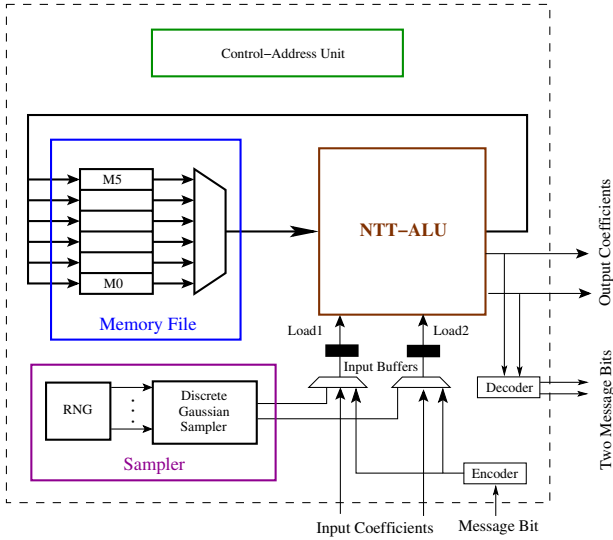 Control−Address Unit
M5
M0
Memory File
NTT−ALU
Load1
Load2
Input Buffers
RNG
Discrete
Gaussian
Sampler
Sampler
Decoder
Encoder
Input Coefficients
Message Bit
Output Coefficients
Two Message Bits